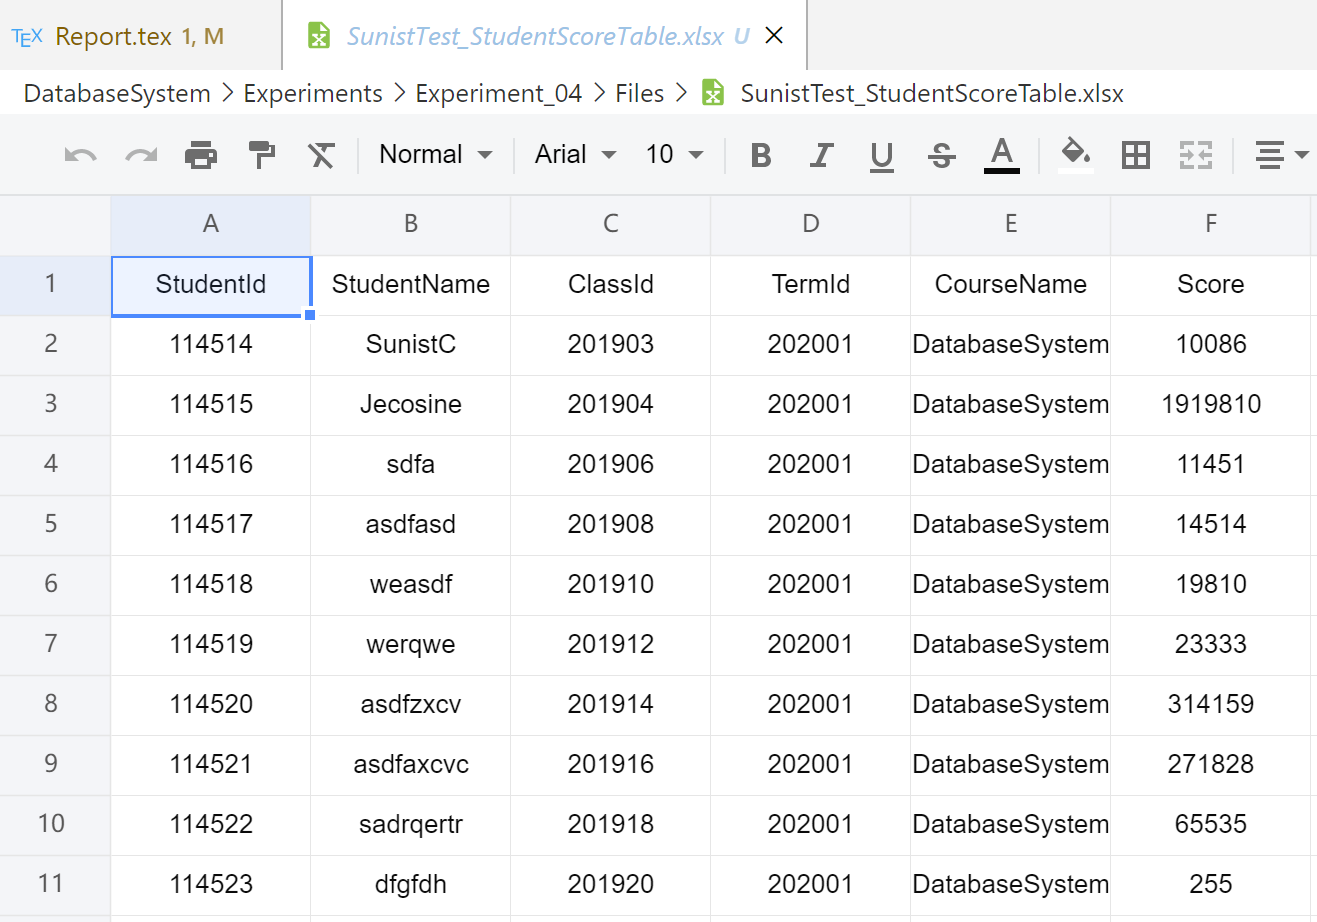 TEX Report.tex 1, M SunistTest_StudentScoreTable.xlsx U
DatabaseSystem > Experiments > Experiment_04 > Files > SunistTest_StudentScoreTable.xlsx
Normal Arial 10 B I U S A
A B C D E F
1 StudentId StudentName ClassId TermId CourseName Score
2 114514 SunistC 201903 202001 DatabaseSystem 10086
3 114515 Jecosine 201904 202001 DatabaseSystem 1919810
4 114516 sdfa 201906 202001 DatabaseSystem 11451
5 114517 asdfasd 201908 202001 DatabaseSystem 14514
6 114518 weasdf 201910 202001 DatabaseSystem 19810
7 114519 werqwe 201912 202001 DatabaseSystem 23333
8 114520 asdfzxcv 201914 202001 DatabaseSystem 314159
9 114521 asdfaxcvc 201916 202001 DatabaseSystem 271828
10 114522 sadrqertr 201918 202001 DatabaseSystem 65535
11 114523 dfgfdh 201920 202001 DatabaseSystem 255